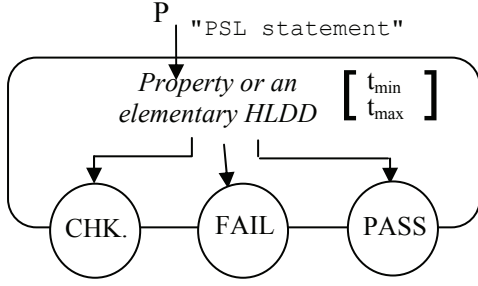 P
"PSL statement"
Property or an
elementary HLDD
[ t_min
t_max ]
CHK.
FAIL
PASS